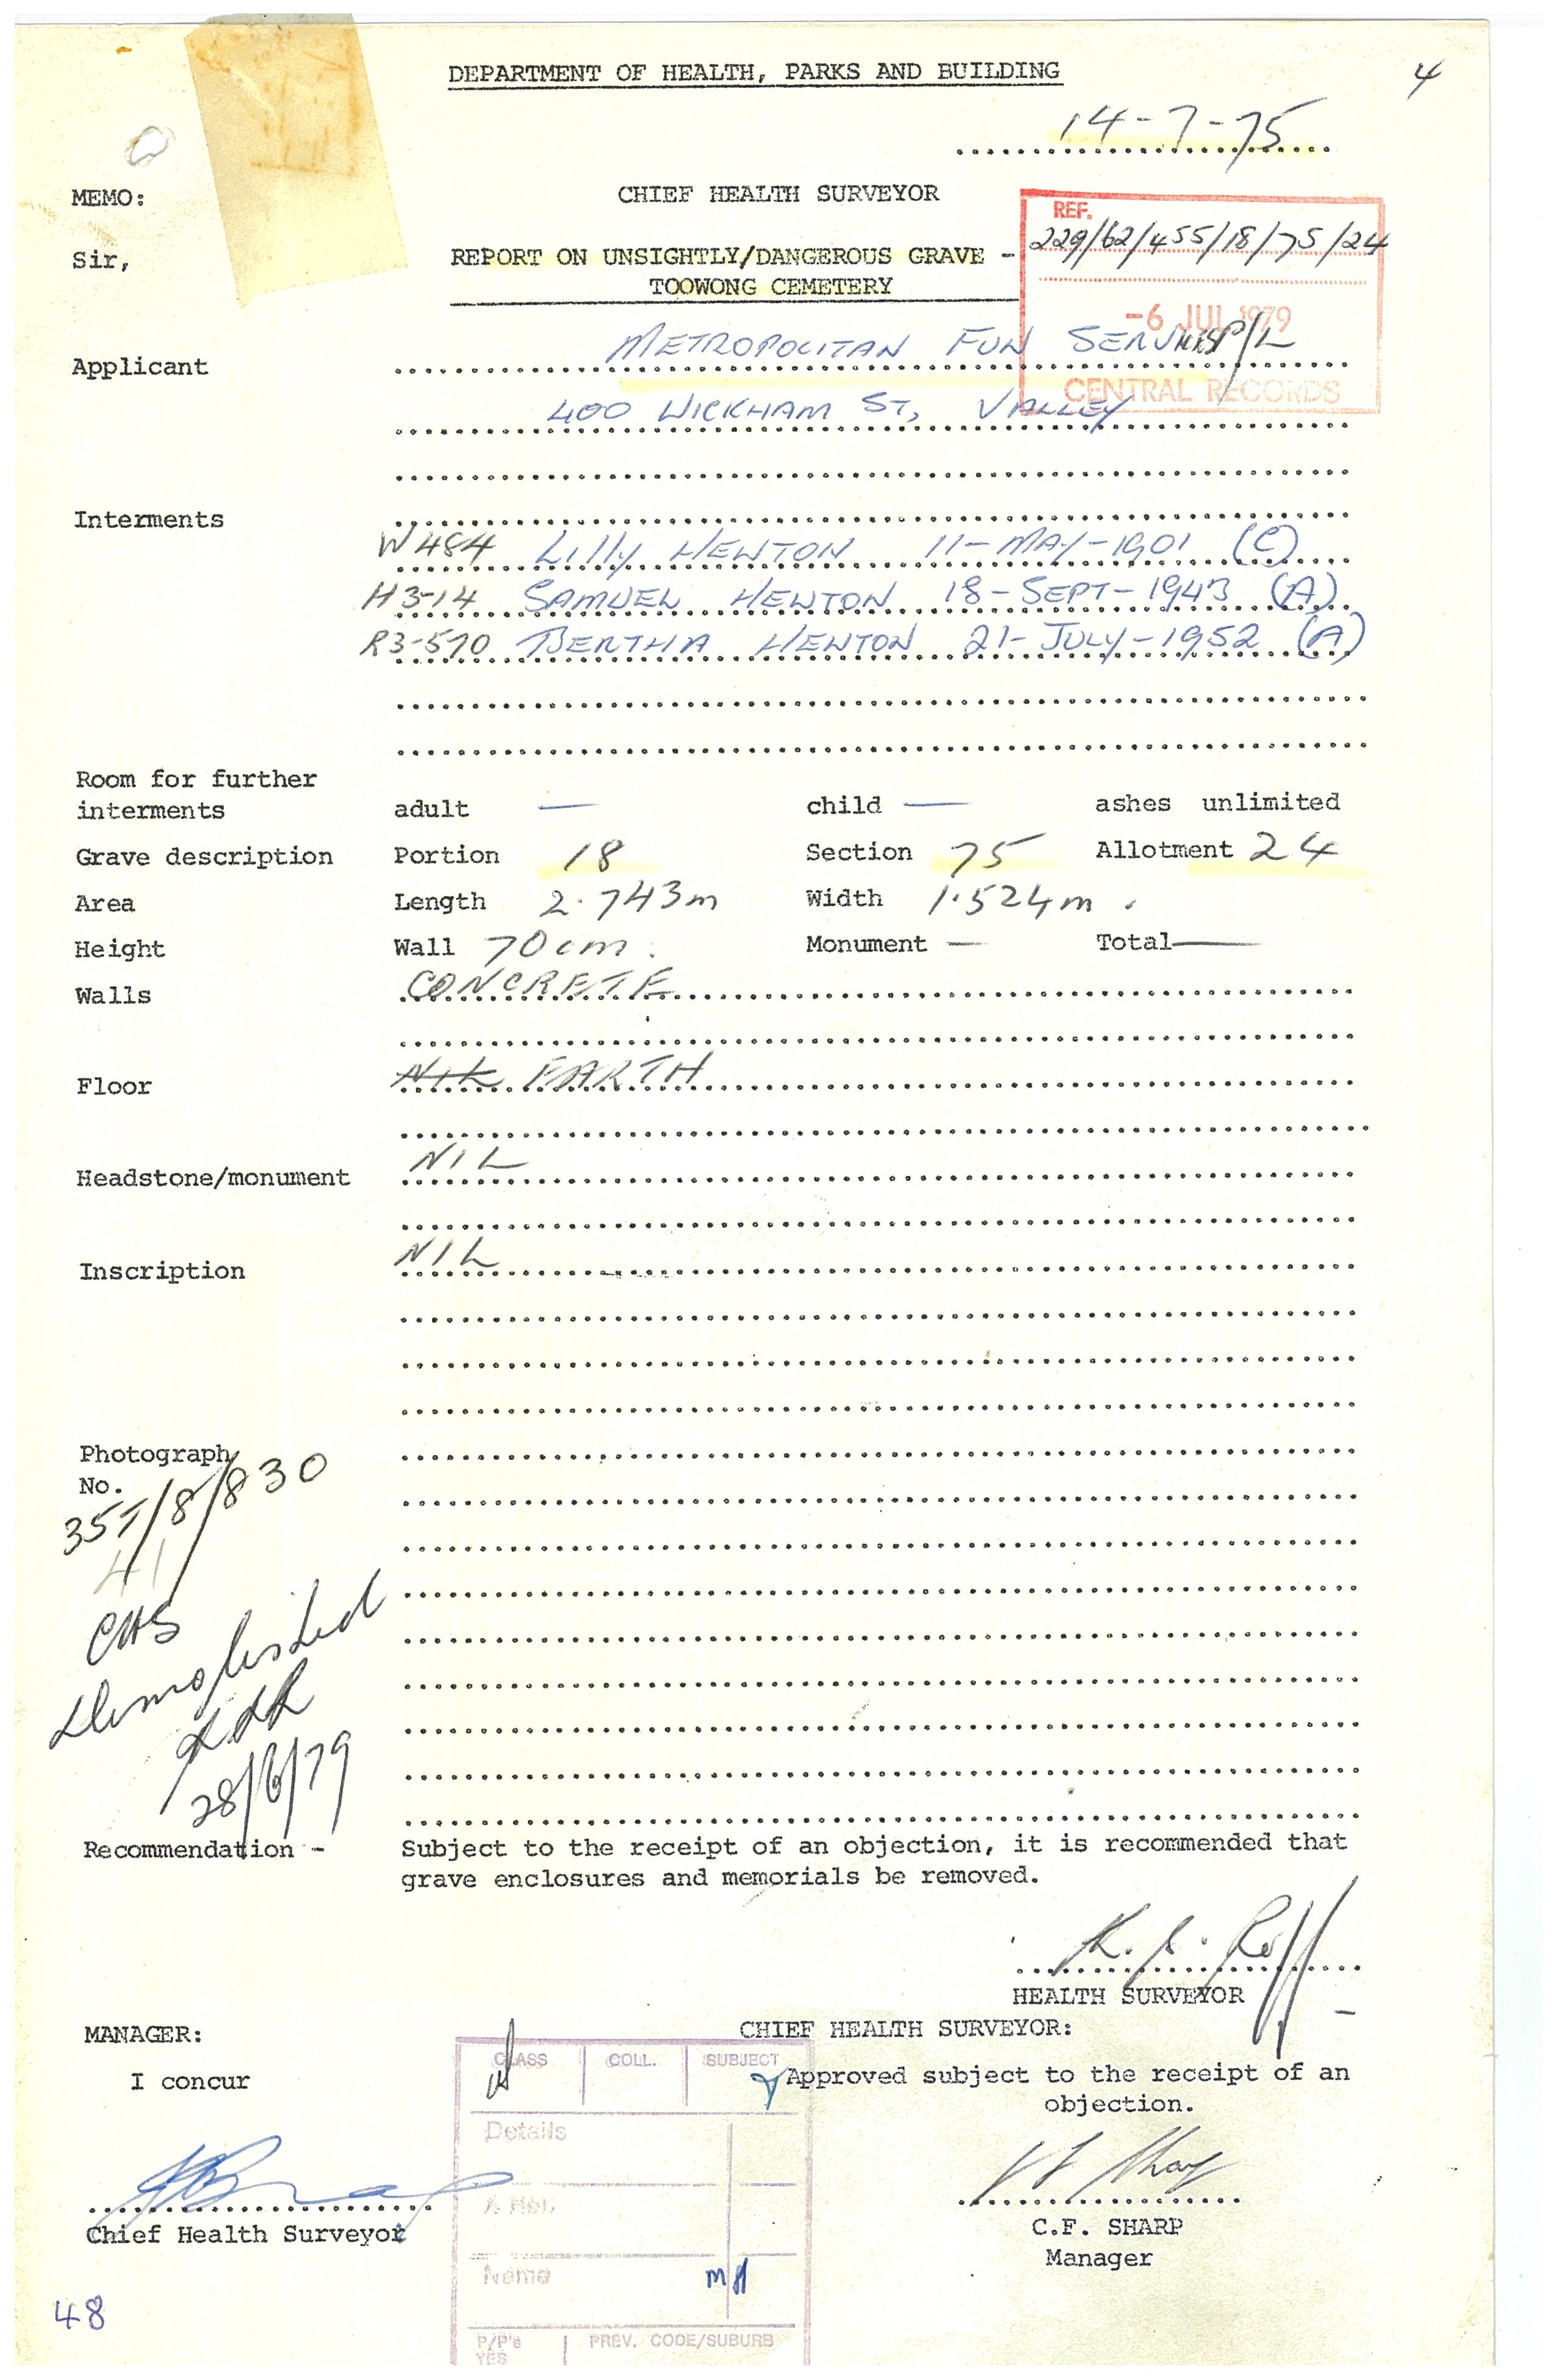 DEPARTMENT OF HEALTH, PARKS AND BUILDING
4
14-7-75
MEMO:
CHIEF HEALTH SURVEYOR
REF.
229/62/455/18/75/24
Sir,
REPORT ON UNSIGHTLY/DANGEROUS GRAVE -
TOOWONG CEMETERY
-6 JUL 1979
CENTRAL RECORDS
Applicant METROPOLITAN FUN SERVICES P/L
400 WICKHAM ST, VALLEY
Interments
W484 LILLY HEWTON 11-MAY-1901 (C)
H3-14 SAMUEL HEWTON 18-SEPT-1943 (A)
R3-570 BERTHA HEWTON 21-JULY-1952 (A)
Room for further
interments adult — child — ashes unlimited
Grave description Portion 18 Section 75 Allotment 24
Area Length 2.743m Width 1.524m.
Height Wall 70cm. Monument — Total —
Walls CONCRETE
Floor NIL EARTH
Headstone/monument NIL
Inscription NIL
Photograph
No.
357/8/830
41
CHS
Demolished
28/6/79
Recommendation - Subject to the receipt of an objection, it is recommended that
grave enclosures and memorials be removed.
HEALTH SURVEYOR
MANAGER:
CHIEF HEALTH SURVEYOR:
I concur
Approved subject to the receipt of an
objection.
Chief Health Surveyor
C.F. SHARP
Manager
CLASS COLL. SUBJECT
Details
Name
MH
P/P's PREV. CODE/SUBURB
YES
48